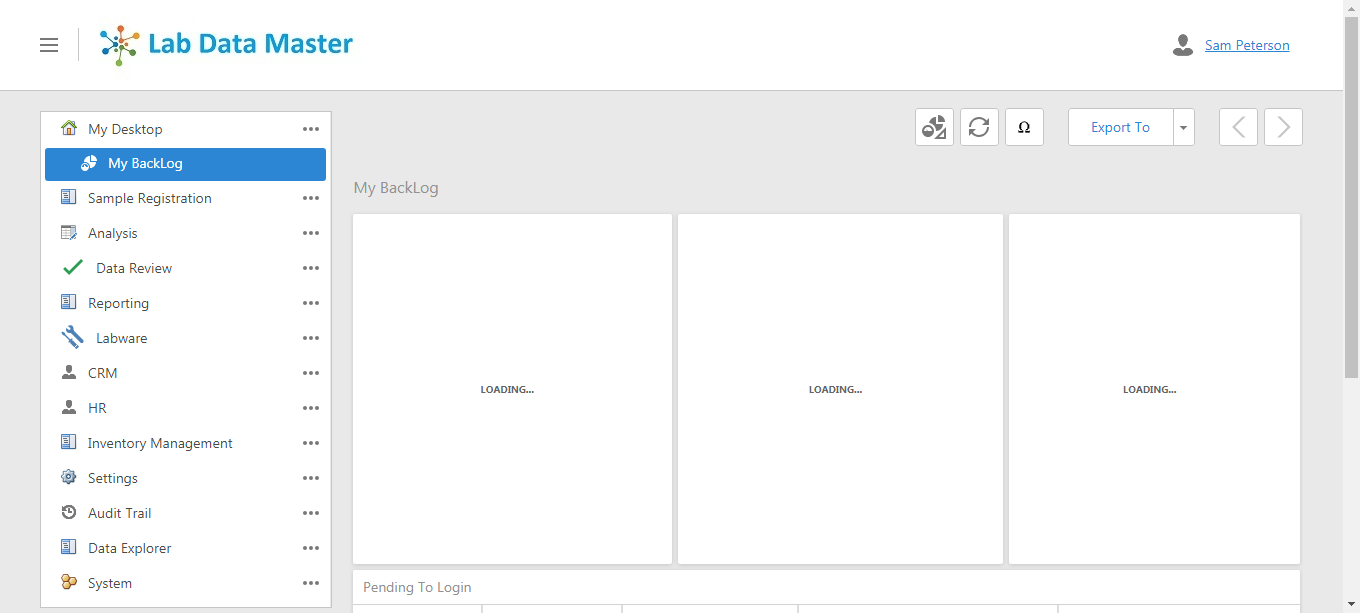 Lab Data Master
Sam Peterson
My Desktop
My BackLog
Sample Registration
Analysis
Data Review
Reporting
Labware
CRM
HR
Inventory Management
Settings
Audit Trail
Data Explorer
System
Ω
Export To
My BackLog
LOADING...
LOADING...
LOADING...
Pending To Login